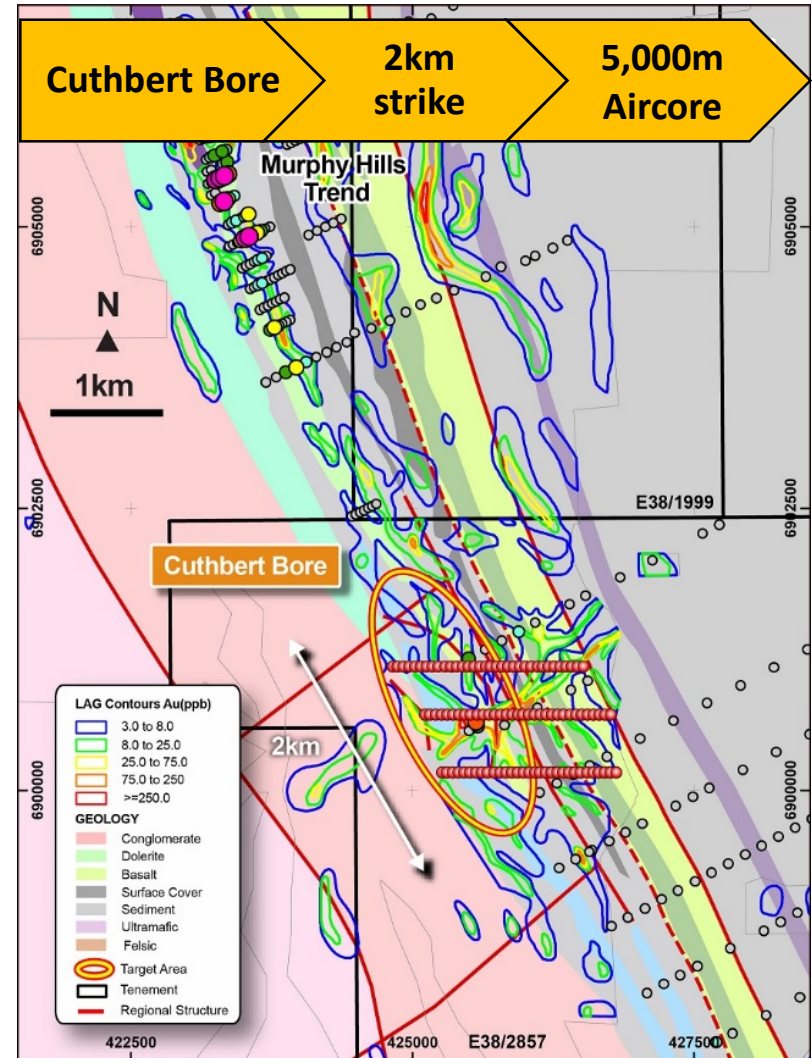 Cuthbert Bore
2km
strike
5,000m
Aircore
Murphy Hills
Trend
6905000
6905000
N
1km
6902500
6902500
E38/1999
Cuthbert Bore
2km
6900000
6900000
LAG Contours Au(ppb)
3.0 to 8.0
8.0 to 25.0
25.0 to 75.0
75.0 to 250
>=250.0
GEOLOGY
Conglomerate
Dolerite
Basalt
Surface Cover
Sediment
Ultramafic
Felsic
Target Area
Tenement
Regional Structure
422500
425000
E38/2857
427500